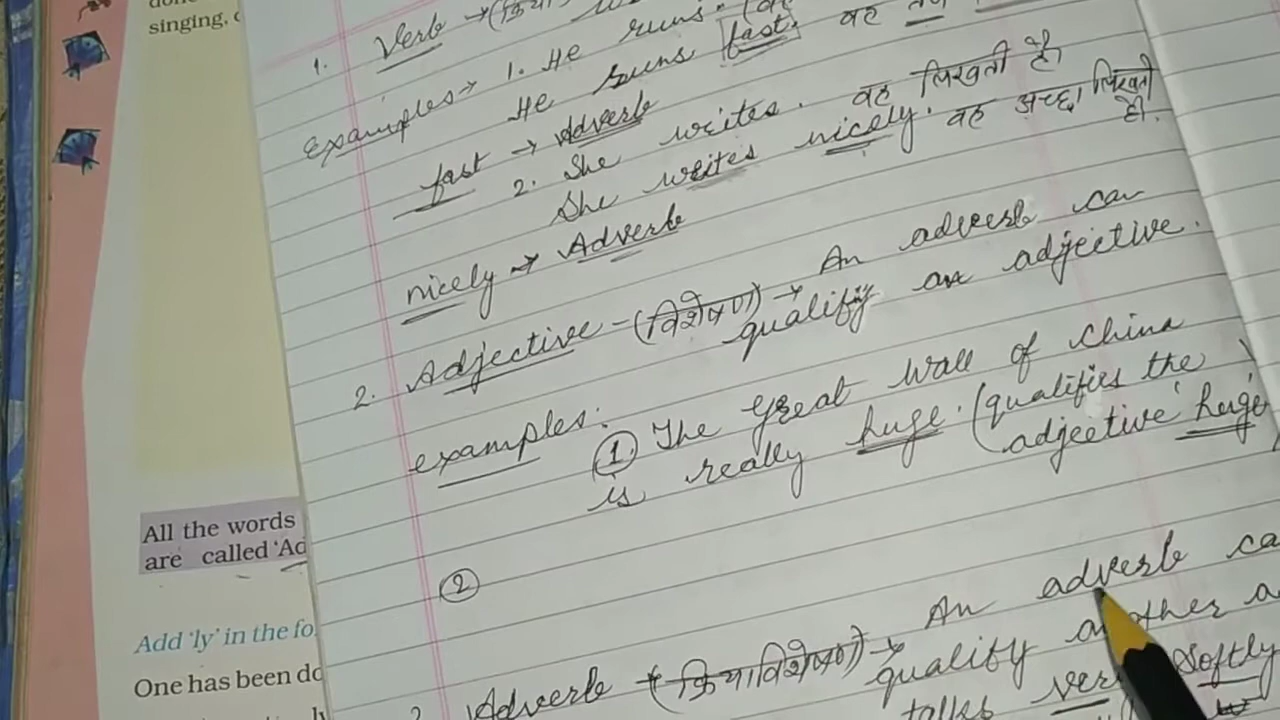 singing,
1. Verb → (क्रिया)
Examples → 1. He runs.
He runs fast. वह
fast → Adverb
2. She writes. वह लिखती है।
She writes nicely. वह अच्छा लिखती है.
nicely → Adverb
2. Adjective - (विशेषण) → An adverb can
qualify an adjective.
examples:
① The great Wall of China
is really huge. (qualifies the
adjective 'huge')
②
Adverb → (क्रियाविशेषण) → An adverb
quality another
talks very softly
All the words
are called 'Ad
Add 'ly' in the fo
One has been do